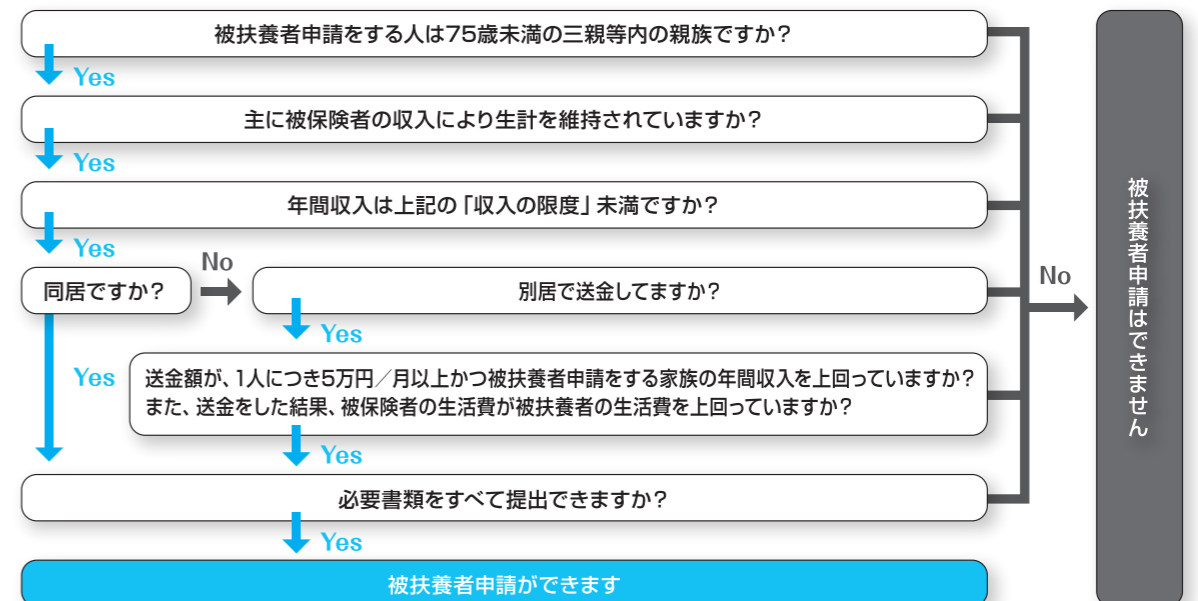 被扶養者申請をする人は75歳未満の三親等内の親族ですか?
Yes
主に被保険者の収入により生計を維持されていますか?
Yes
年間収入は上記の「収入の限度」未満ですか?
Yes
同居ですか?
No
別居で送金してますか?
Yes
Yes
送金額が、1人につき5万円/月以上かつ被扶養者申請をする家族の年間収入を上回っていますか?
また、送金をした結果、被保険者の生活費が被扶養者の生活費を上回っていますか?
Yes
必要書類をすべて提出できますか?
Yes
被扶養者申請ができます
No
被扶養者申請はできません